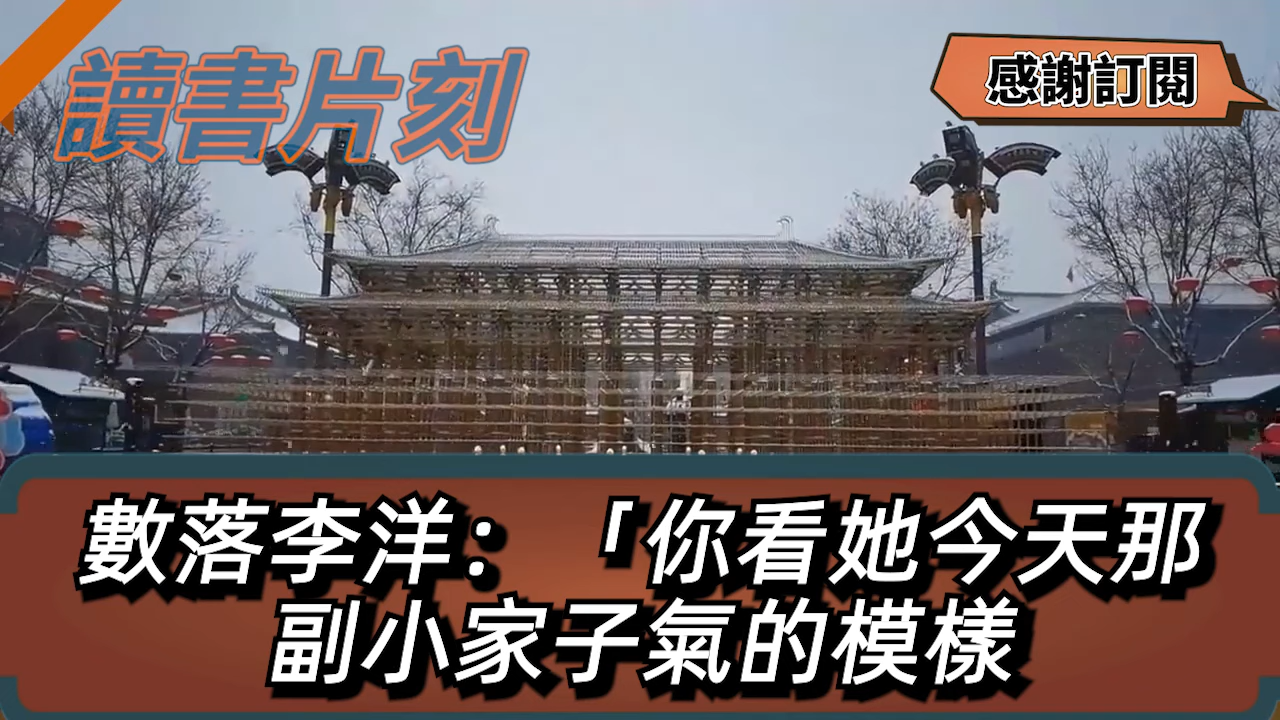 讀書片刻
感謝訂閱
數落李洋：「你看她今天那
副小家子氣的模樣